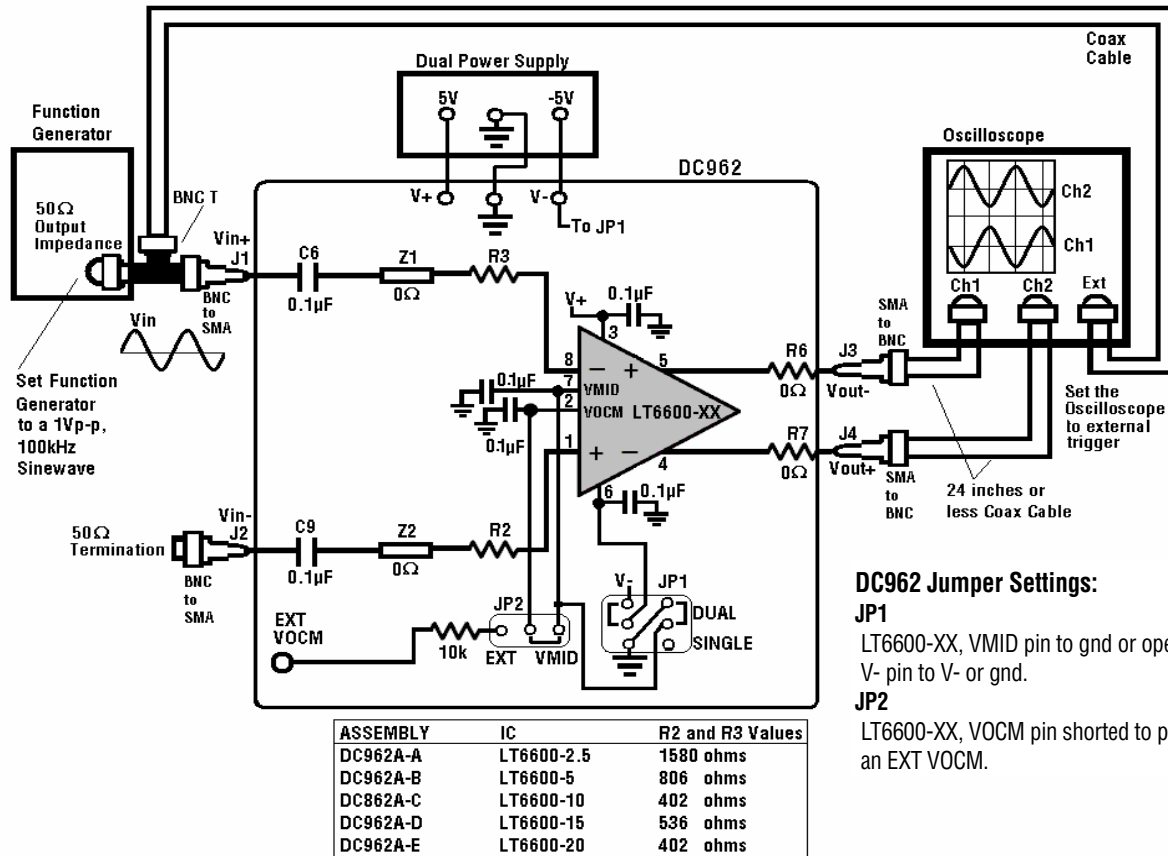 Coax
Cable
Dual Power Supply
5V
-5V
Function
Generator
Oscilloscope
DC962
V+
V-
To JP1
BNC T
50Ω
Output
Impedance
Vin+
J1
BNC
to
SMA
Vin
C6
0.1µF
Z1
0Ω
R3
Ch2
Ch1
Ch1
Ch2
Ext
V+
0.1µF
3
8
- +
5
7
VMID
2
VOCM LT6600-XX
0.1µF
0.1µF
1
+ -
4
6
0.1µF
R6
0Ω
J3
Vout-
SMA
to
BNC
R7
0Ω
J4
Vout+
SMA
to
BNC
Set the
Oscilloscope
to external
trigger
24 inches or
less Coax Cable
Set Function
Generator
to a 1Vp-p,
100kHz
Sinewave
50Ω
Termination
Vin-
J2
BNC
to
SMA
C9
0.1µF
Z2
0Ω
R2
EXT
VOCM
10k
JP2
EXT
VMID
V-
JP1
DUAL
SINGLE
DC962 Jumper Settings:
JP1
LT6600-XX, VMID pin to gnd or
V- pin to V- or gnd.
JP2
LT6600-XX, VOCM pin shorted to
an EXT VOCM.
ASSEMBLY IC R2 and R3 Values
DC962A-A LT6600-2.5 1580 ohms
DC962A-B LT6600-5 806 ohms
DC862A-C LT6600-10 402 ohms
DC962A-D LT6600-15 536 ohms
DC962A-E LT6600-20 402 ohms